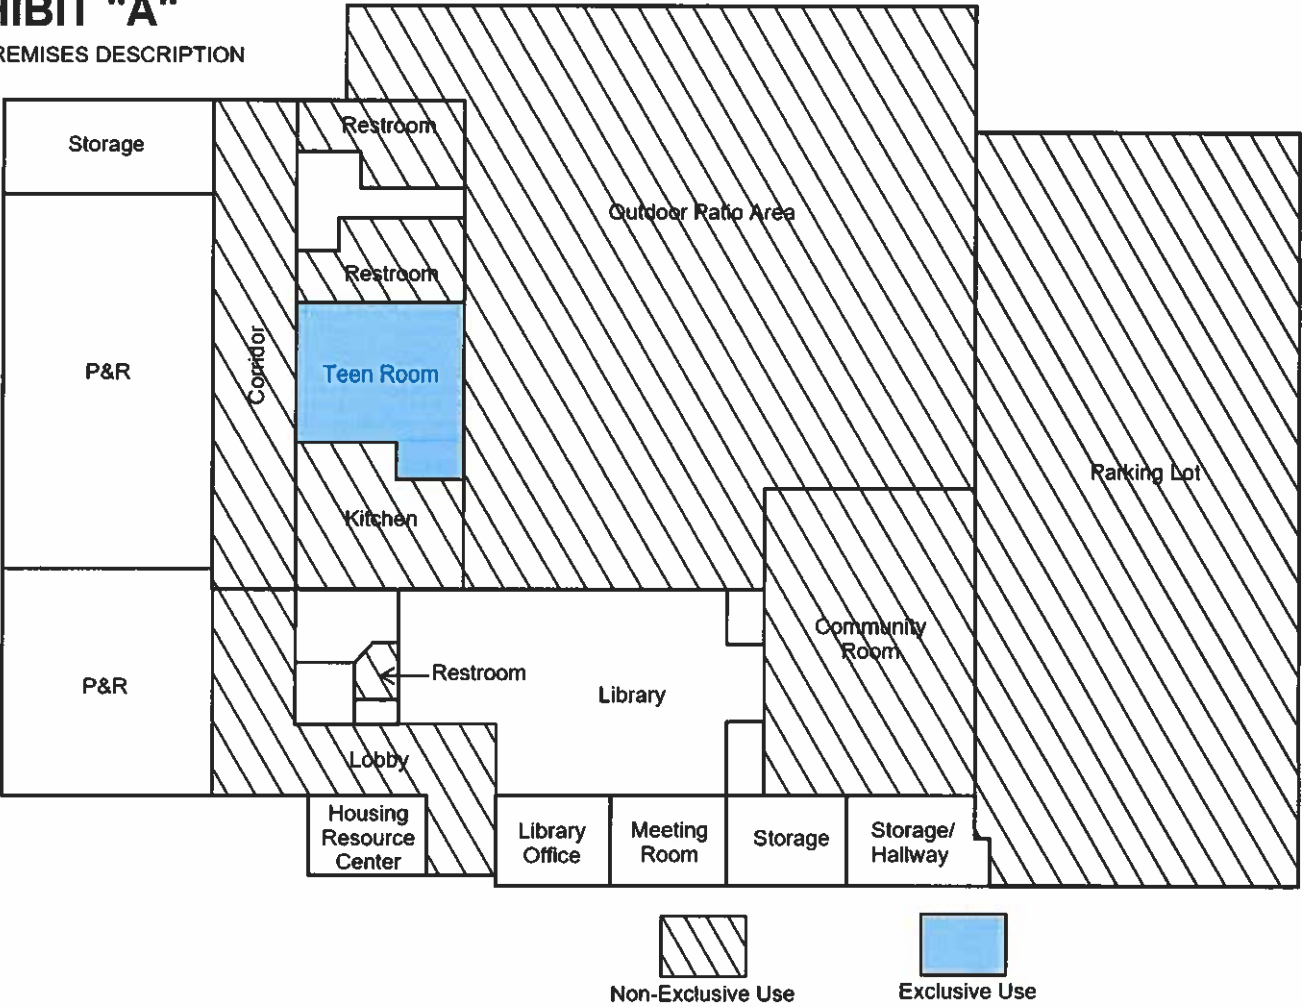 HIBIT "A"
REMISES DESCRIPTION
Storage
Restroom
Outdoor Patio Area
Restroom
Corridor
P&R
Teen Room
Parking Lot
Kitchen
Community
Room
P&R
Restroom
Library
Lobby
Housing
Resource
Center
Library
Office
Meeting
Room
Storage
Storage/
Hallway
Non-Exclusive Use
Exclusive Use